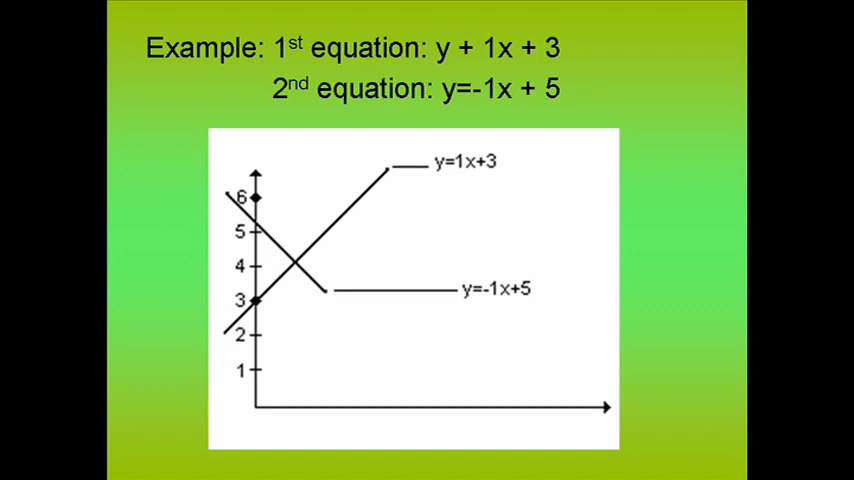 Example: 1st equation: y + 1x + 3
2nd equation: y=-1x + 5
y=1x+3
6
5
4
y=-1x+5
3
2
1